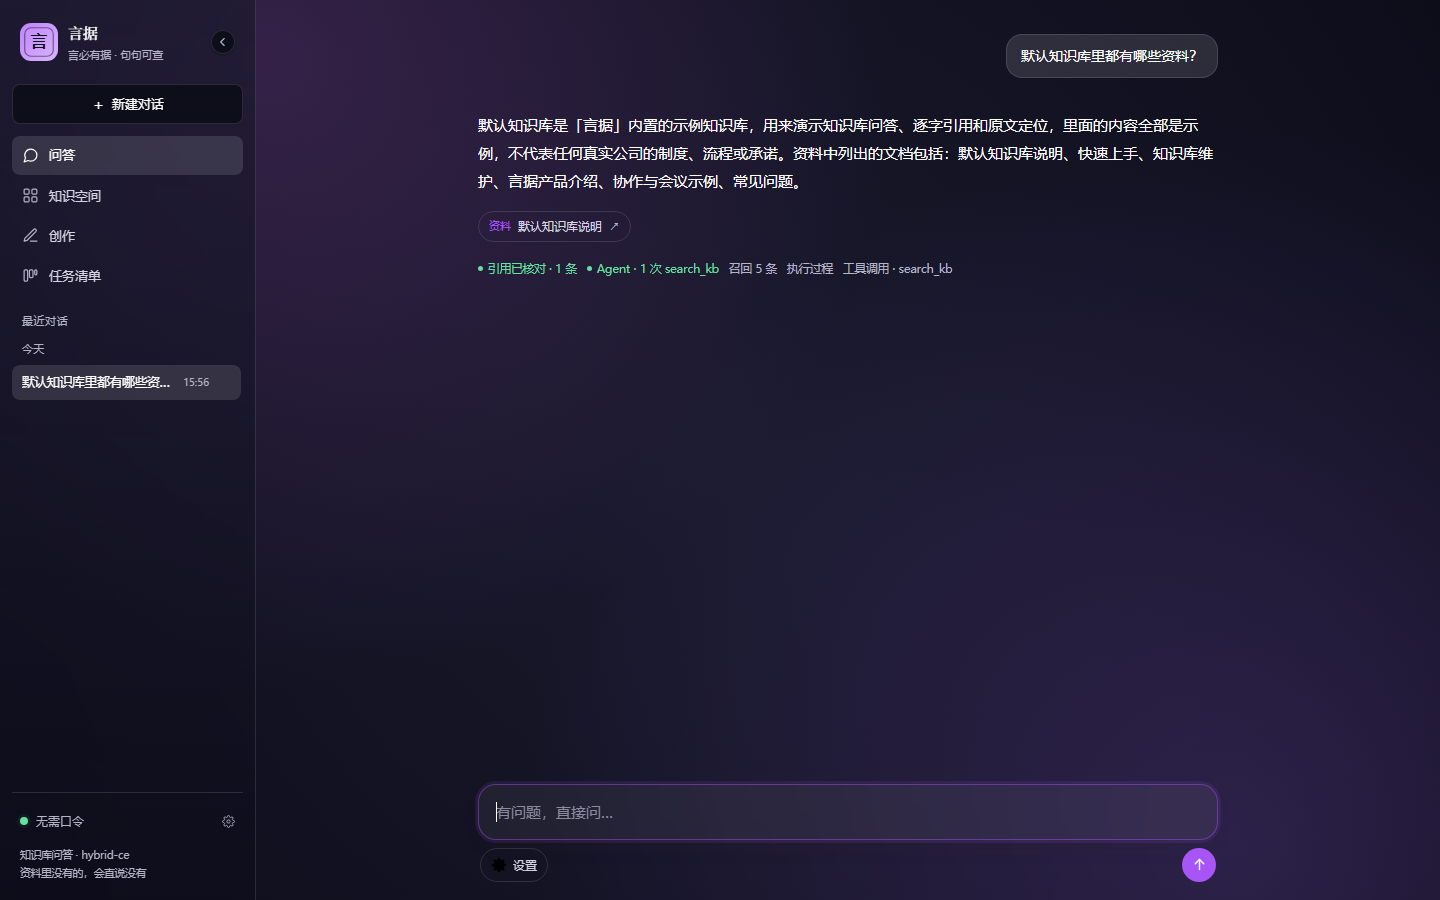 言
言据
言必有据 · 句句可查
+ 新建对话
问答
知识空间
创作
任务清单
最近对话
今天
默认知识库里都有哪些资... 15:56
无需口令
知识库问答 · hybrid-ce
资料里没有的，会直说没有
默认知识库里都有哪些资料？
默认知识库是「言据」内置的示例知识库，用来演示知识库问答、逐字引用和原文定位，里面的内容全部是示
例，不代表任何真实公司的制度、流程或承诺。资料中列出的文档包括：默认知识库说明、快速上手、知识库维
护、言据产品介绍、协作与会议示例、常见问题。
资料 默认知识库说明 ↗
引用已核对 · 1 条 Agent · 1 次 search_kb 召回 5 条 执行过程 工具调用 · search_kb
有问题，直接问...
设置